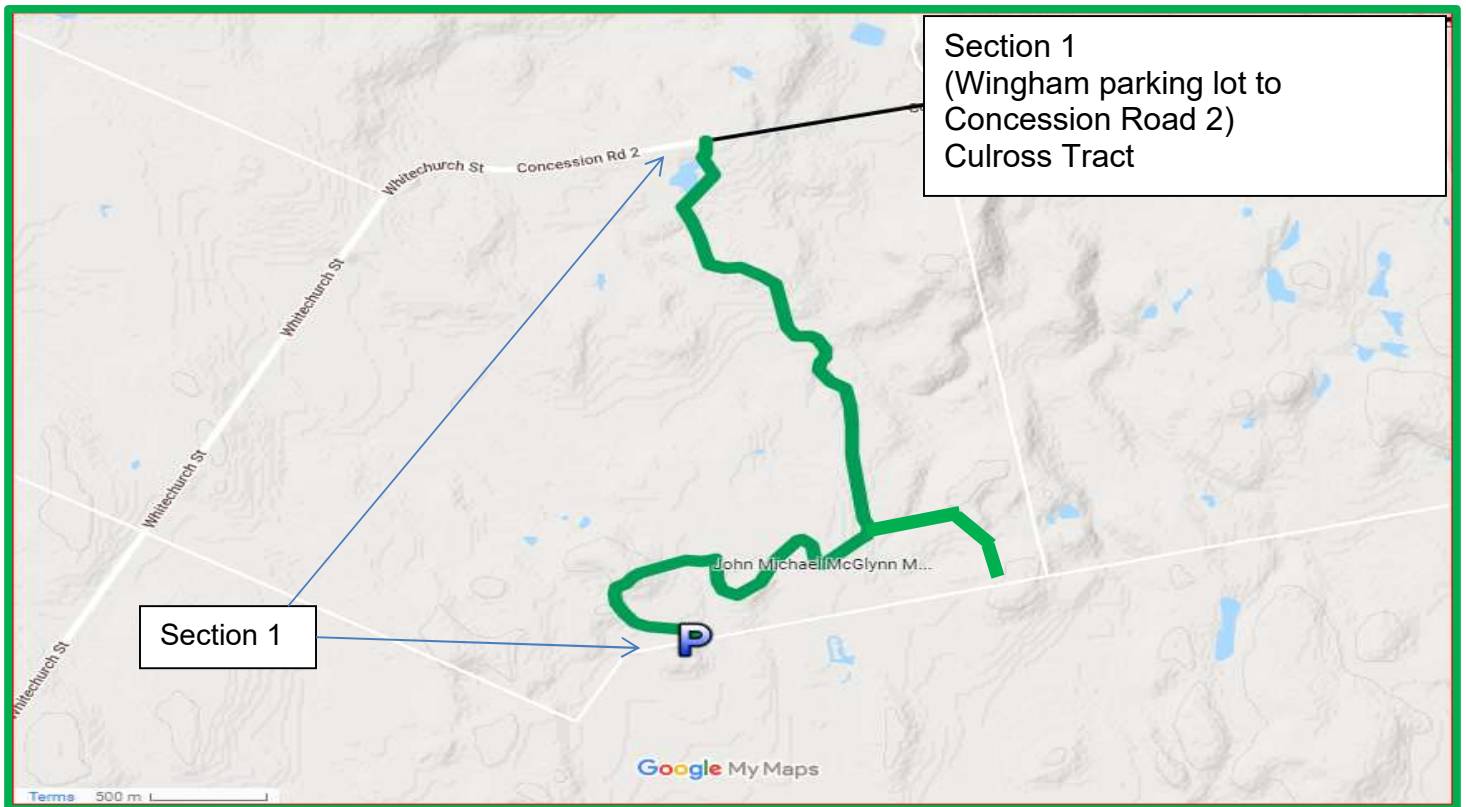 Section 1
(Wingham parking lot to
Concession Road 2)
Culross Tract
Whitechurch St
Concession Rd 2
Whitechurch St
Whitechurch St
John Michael McGlynn M...
P
Section 1
Whitechurch St
Google My Maps
Terms 500 m